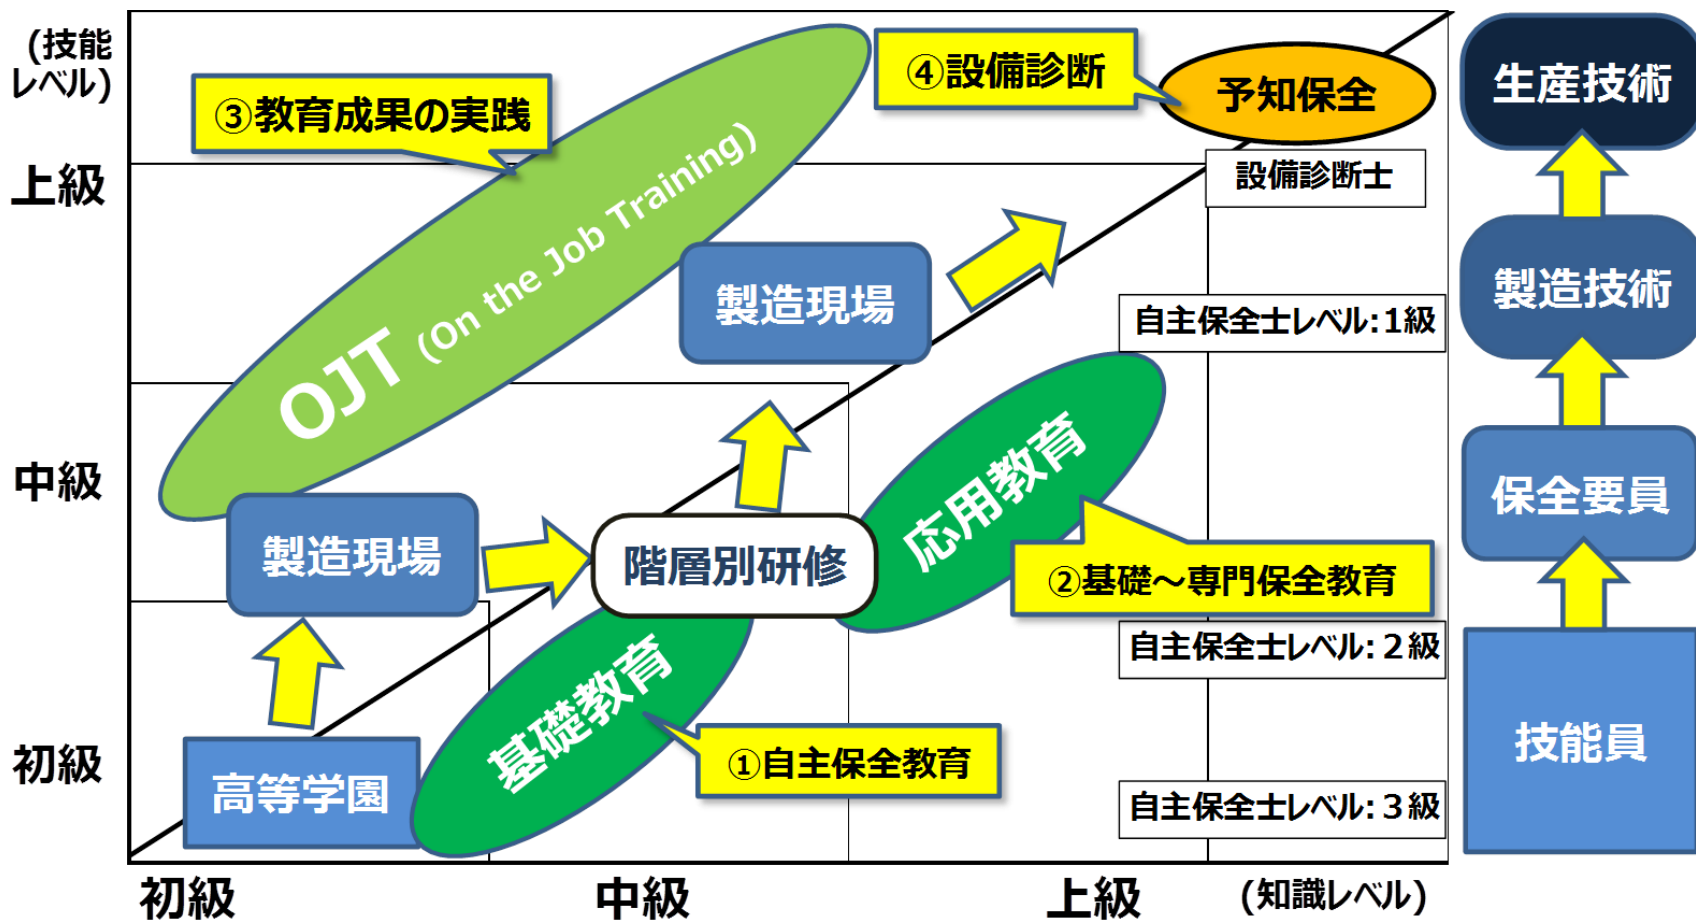 (技能
レベル)
③教育成果の実践
④設備診断
予知保全
生産技術
上級
設備診断士
OJT (On the Job Training)
製造現場
自主保全士レベル:1級
製造技術
中級
応用教育
保全要員
製造現場
階層別研修
②基礎～専門保全教育
自主保全士レベル:２級
基礎教育
①自主保全教育
技能員
初級
高等学園
自主保全士レベル:３級
初級
中級
上級
(知識レベル)